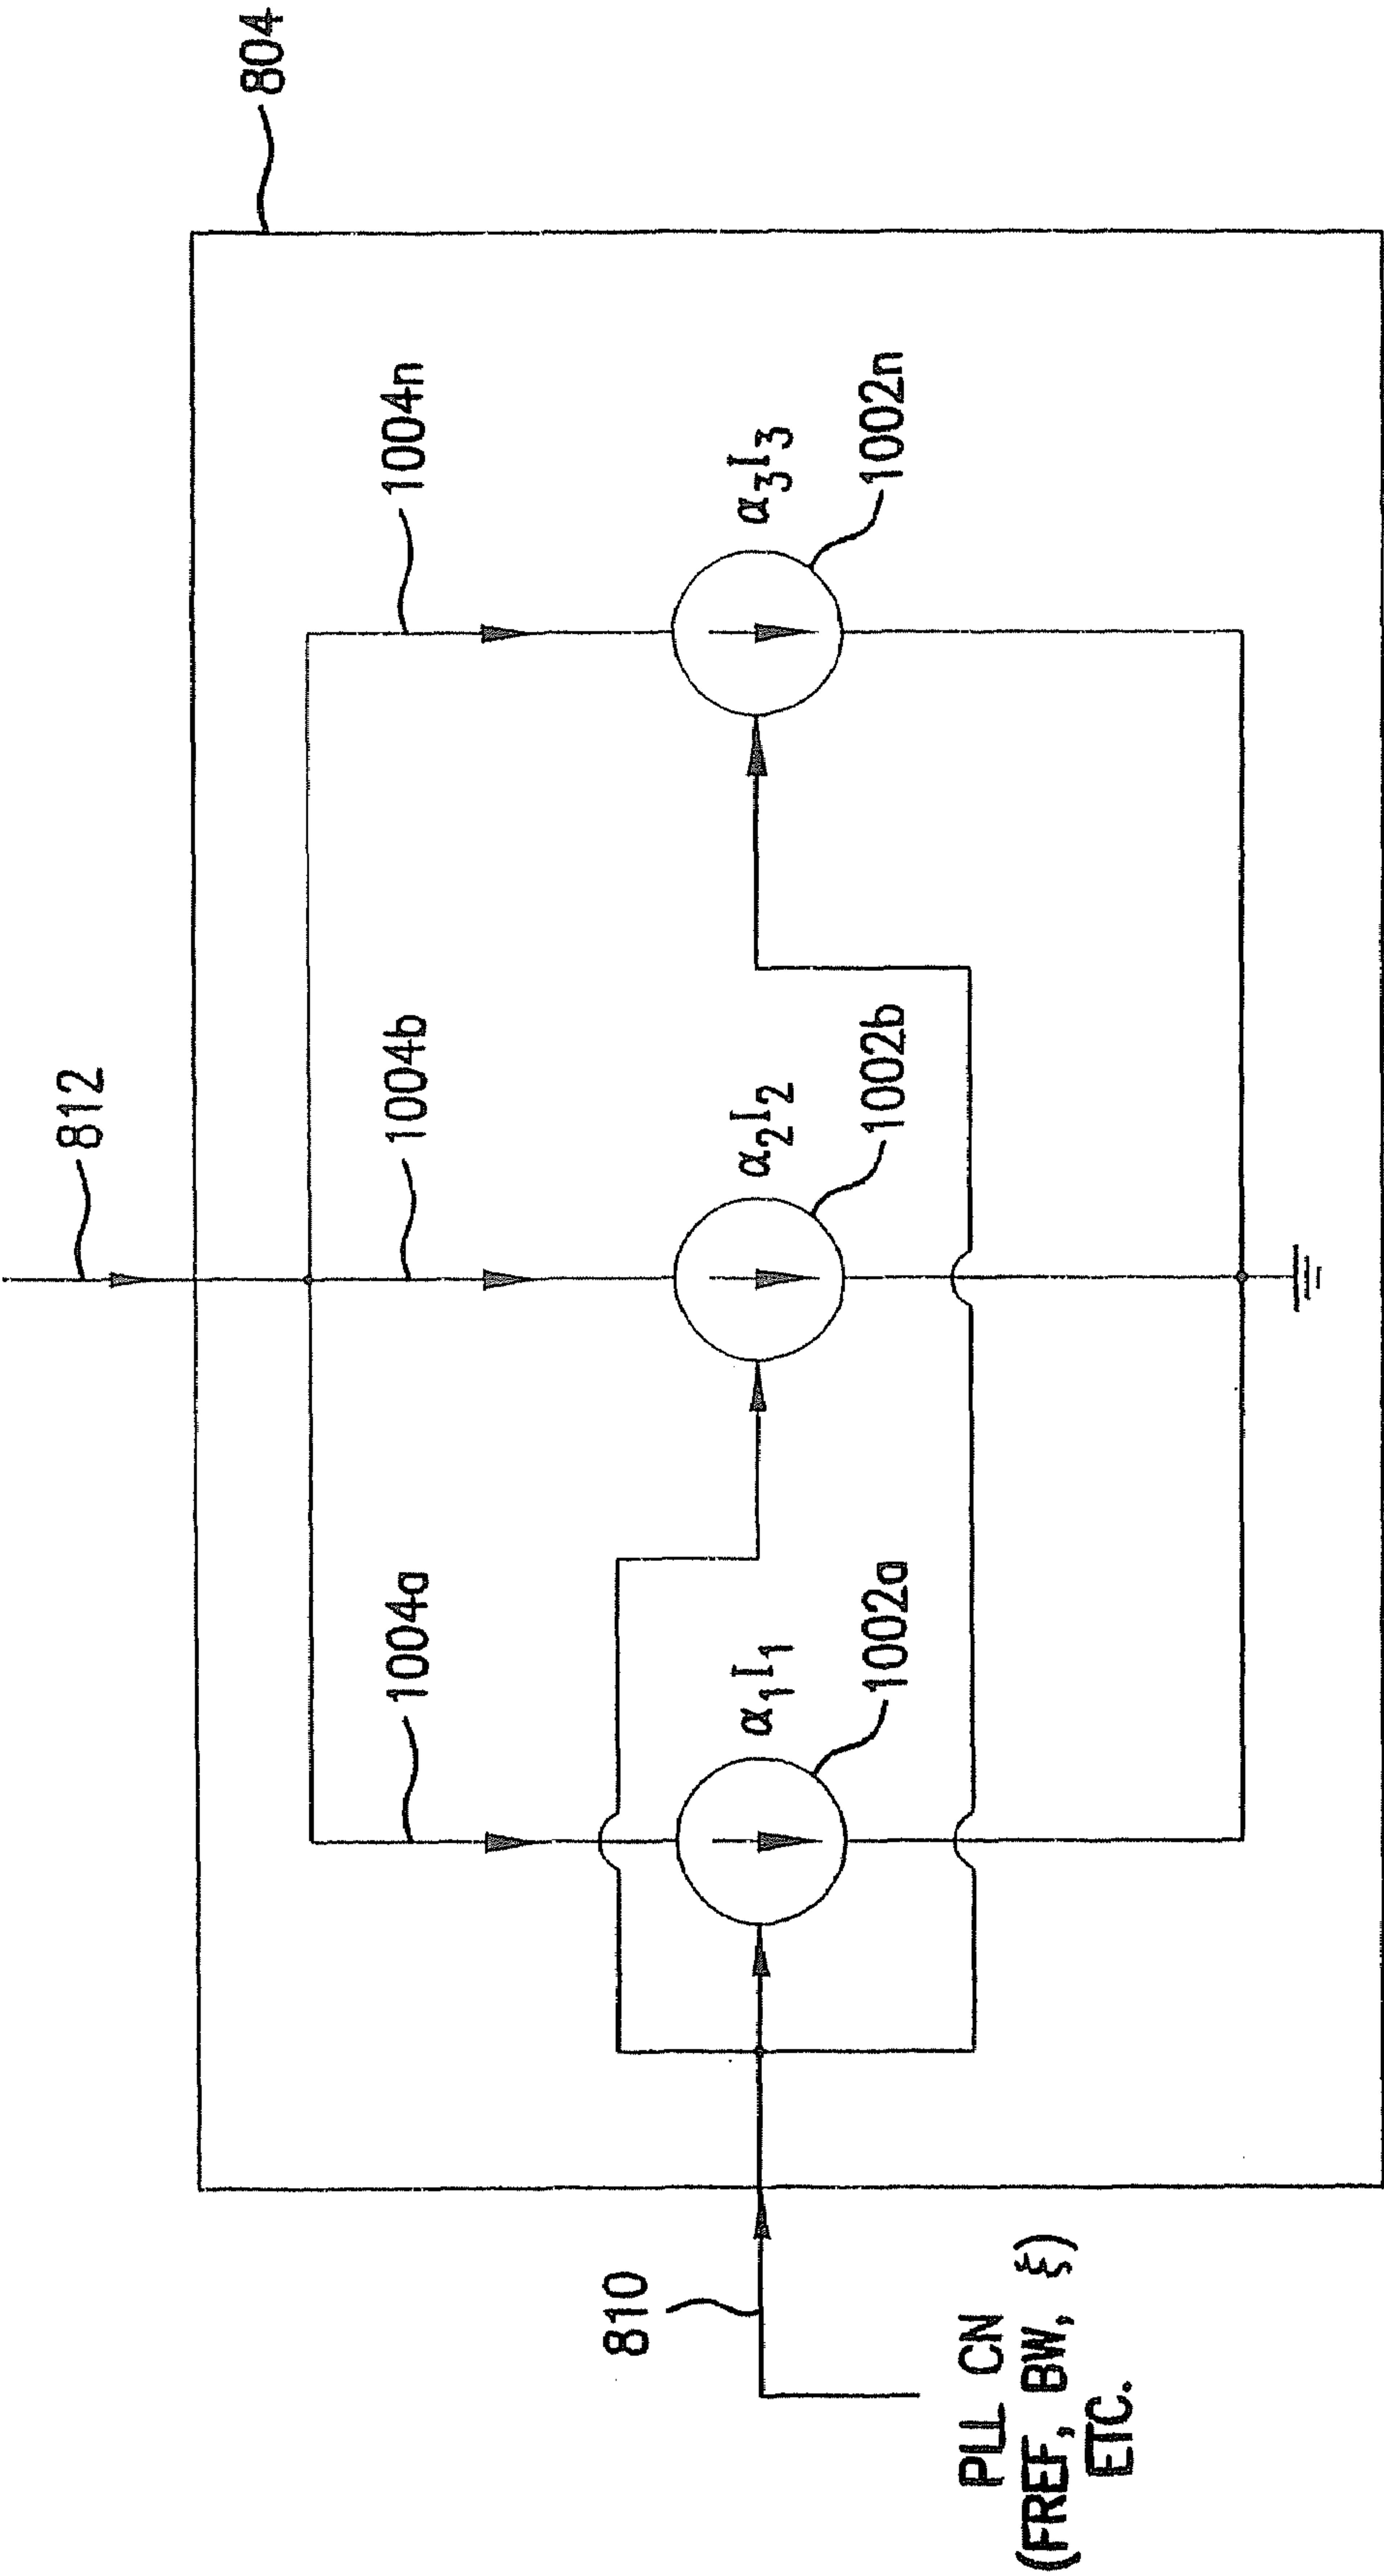 804
812
1004a
1004b
1004n
α₁I₁
α₂I₂
α₃I₃
1002a
1002b
1002n
810
PLL CN
(FREF, BW, ξ)
ETC.